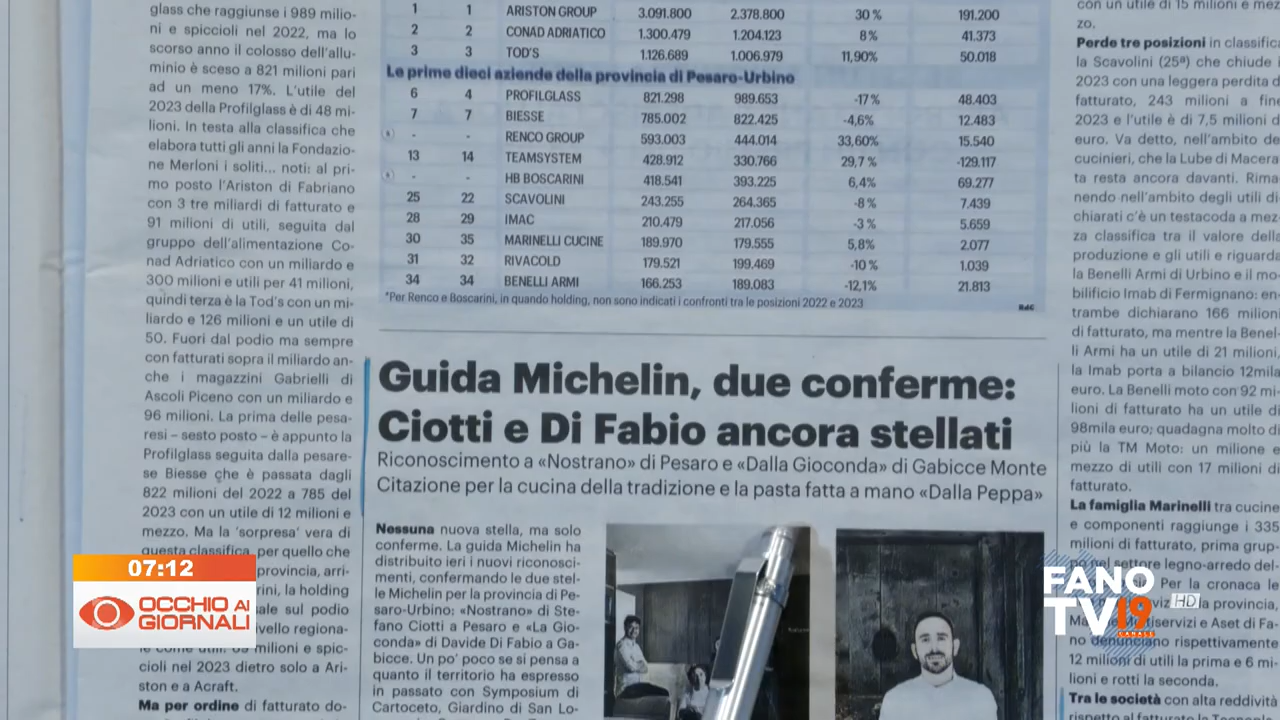 glass che raggiunse i 989 milio-
ni e spiccioli nel 2022, ma lo
scorso anno il colosso dell'allu-
minio è sceso a 821 milioni pari
ad un meno 17%. L'utile del
2023 della Profilglass è di 48 mi-
lioni. In testa alla classifica che
elabora tutti gli anni la Fondazio-
ne Merloni i soliti... noti: al pri-
mo posto l'Ariston di Fabriano
con 3 tre miliardi di fatturato e
91 milioni di utili, seguita dal
gruppo dell'alimentazione Co-
nad Adriatico con un miliardo e
300 milioni e utili per 41 milioni,
quindi terza è la Tod's con un mi-
liardo e 126 milioni e un utile di
50. Fuori dal podio ma sempre
con fatturati sopra il miliardo an-
che i magazzini Gabrielli di
Ascoli Piceno con un miliardo e
96 milioni. La prima delle pesa-
resi – sesto posto – è appunto la
Profilglass seguita dalla pesare-
se Biesse che è passata dagli
822 milioni del 2022 a 785 del
2023 con un utile di 12 milioni e
mezzo. Ma la 'sorpresa' vera di
questa classifica, per quello che
provincia, arri-
rini, la holding
ale sul podio
ivello regiona-
milioni e spic-
cioli nel 2023 dietro solo a Ari-
ston e a Acraft.
Ma per ordine di fatturato do-
1 1 ARISTON GROUP 3.091.800 2.378.800 30 % 191.200
2 2 CONAD ADRIATICO 1.300.479 1.204.123 8 % 41.373
3 3 TOD'S 1.126.689 1.006.979 11,90% 50.018
Le prime dieci aziende della provincia di Pesaro-Urbino
6 4 PROFILGLASS 821.298 989.653 -17 % 48.403
7 7 BIESSE 785.002 822.425 -4,6% 12.483
- - RENCO GROUP 593.003 444.014 33,60% 15.540
13 14 TEAMSYSTEM 428.912 330.766 29,7 % -129.117
- - HB BOSCARINI 418.541 393.225 6,4% 69.277
25 22 SCAVOLINI 243.255 264.365 -8 % 7.439
28 29 IMAC 210.479 217.056 -3 % 5.659
30 35 MARINELLI CUCINE 189.970 179.555 5,8% 2.077
31 32 RIVACOLD 179.521 199.469 -10 % 1.039
34 34 BENELLI ARMI 166.253 189.083 -12,1% 21.813
*Per Renco e Boscarini, in quando holding, non sono indicati i confronti tra le posizioni 2022 e 2023
Guida Michelin, due conferme:
Ciotti e Di Fabio ancora stellati
Riconoscimento a «Nostrano» di Pesaro e «Dalla Gioconda» di Gabicce Monte
Citazione per la cucina della tradizione e la pasta fatta a mano «Dalla Peppa»
Nessuna nuova stella, ma solo
conferme. La guida Michelin ha
distribuito ieri i nuovi riconosci-
menti, confermando le due stel-
le Michelin per la provincia di Pe-
saro-Urbino: «Nostrano» di Ste-
fano Ciotti a Pesaro e «La Gio-
conda» di Davide Di Fabio a Ga-
bicce. Un po' poco se si pensa a
quanto il territorio ha espresso
in passato con Symposium di
Cartoceto, Giardino di San Lo-
con un utile di 15 milioni e mez
zo.
Perde tre posizioni in classifica
la Scavolini (25ª) che chiude i
2023 con una leggera perdita d
fatturato, 243 milioni a fine
2023 e l'utile è di 7,5 milioni d
euro. Va detto, nell'ambito de
cucinieri, che la Lube di Macera
ta resta ancora davanti. Rima
nendo nell'ambito degli utili di
chiarati c'è un testacoda a mez
za classifica tra il valore della
produzione e gli utili e riguarda
la Benelli Armi di Urbino e il mo
bilificio Imab di Fermignano: en
trambe dichiarano 166 milioni
di fatturato, ma mentre la Benel
li Armi ha un utile di 21 milioni,
la Imab porta a bilancio 12mila
euro. La Benelli moto con 92 mi
lioni di fatturato ha un utile di
98mila euro; quadagna molto di
più la TM Moto: un milione e
mezzo di utili con 17 milioni di
fatturato.
La famiglia Marinelli tra cucine
e componenti raggiunge i 335
milioni di fatturato, prima grup-
nel settore legno-arredo del-
Per la cronaca le
la provincia,
Multiservizi e Aset di Fa-
no denunciano rispettivamente
12 milioni di utili la prima e 6 mi-
lioni e rotti la seconda.
Tra le società con alta redditività
07:12
OCCHIO AI
GIORNALI
FANO
TV19
CANALE
HD